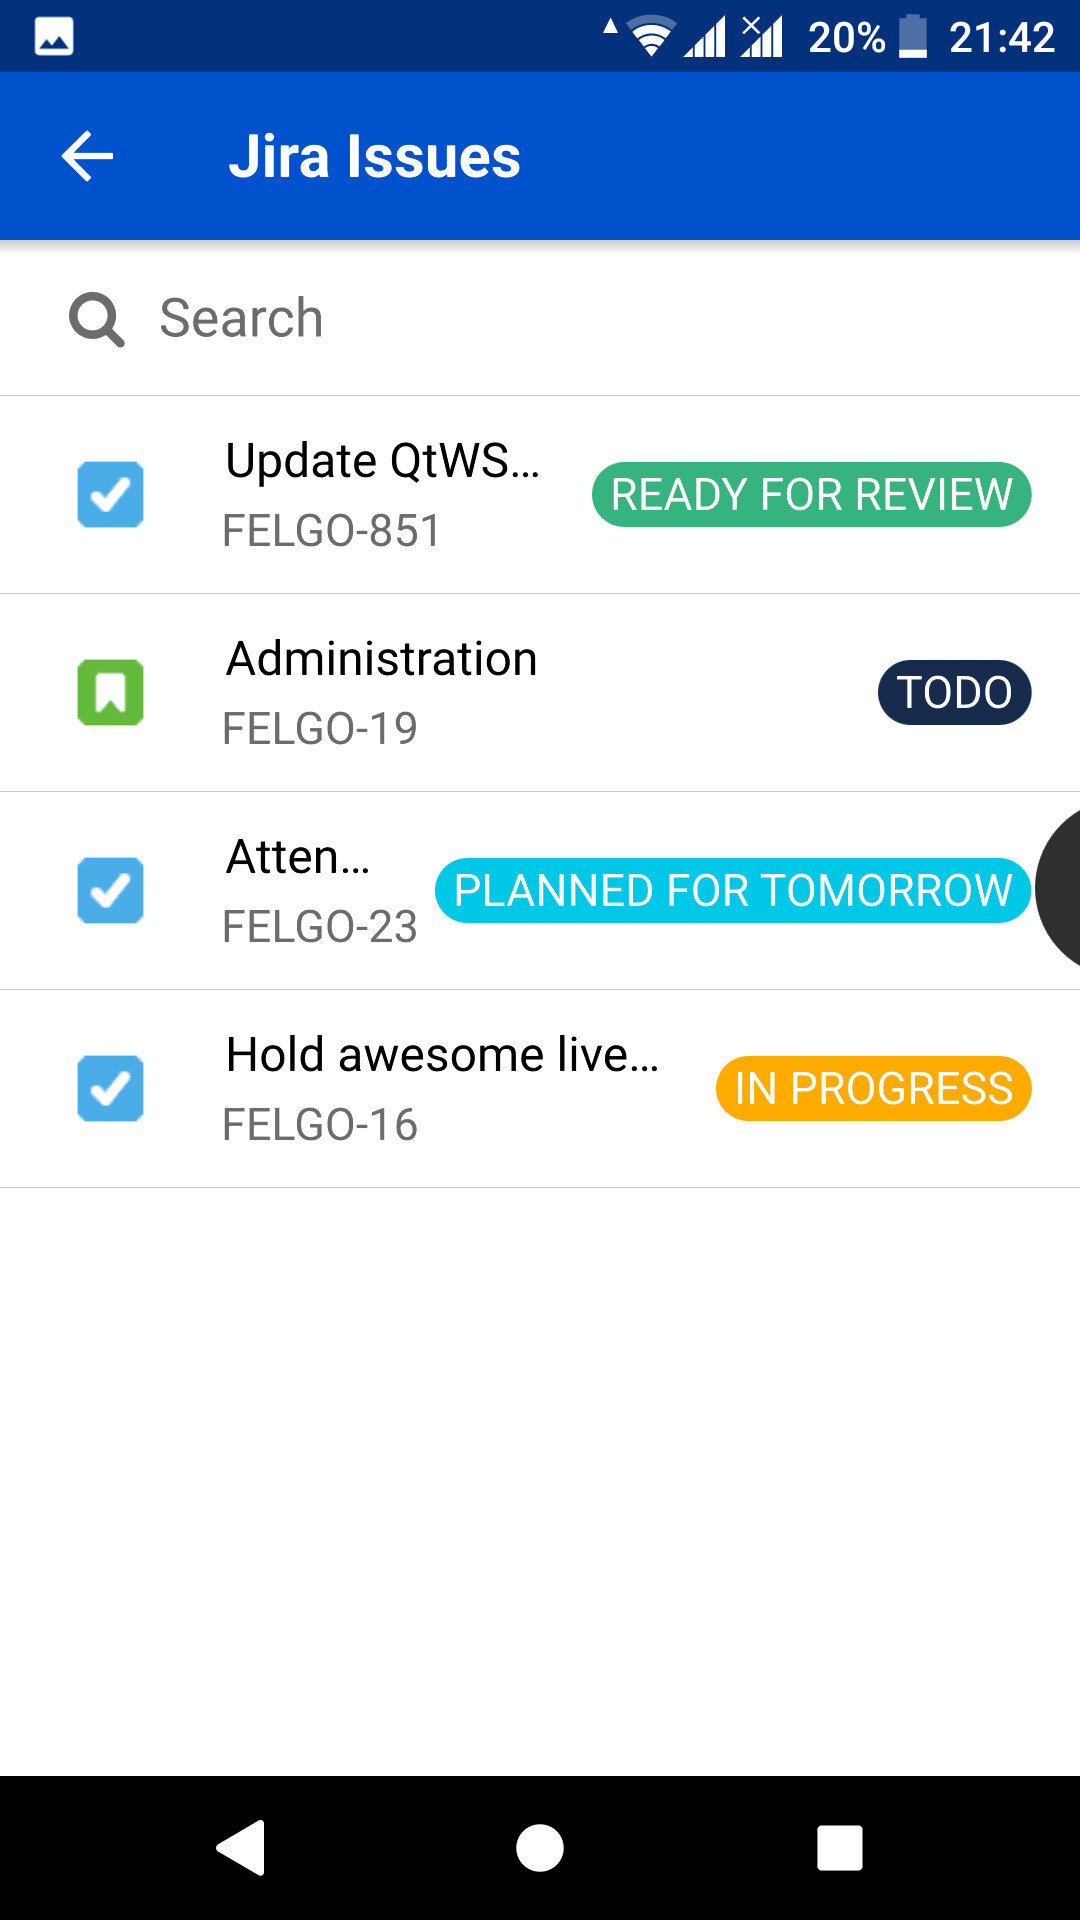 20% 21:42
Jira Issues
Search
Update QtWS...
READY FOR REVIEW
FELGO-851
Administration
TODO
FELGO-19
Atten...
PLANNED FOR TOMORROW
FELGO-23
Hold awesome live...
IN PROGRESS
FELGO-16